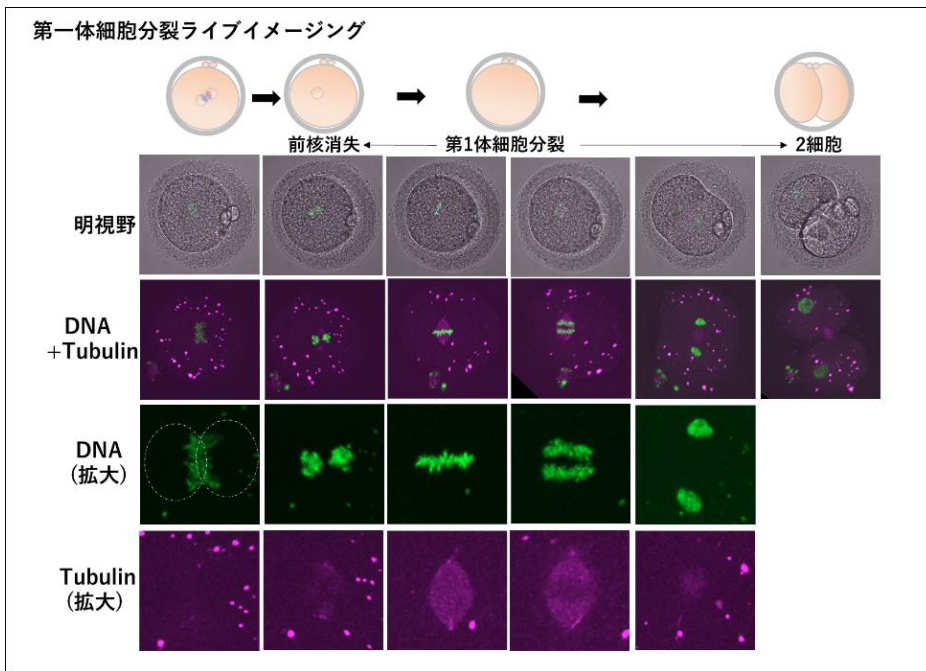 第一体細胞分裂ライブイメージング
前核消失
第1体細胞分裂
2細胞
明視野
DNA
+Tubulin
DNA
(拡大)
Tubulin
(拡大)